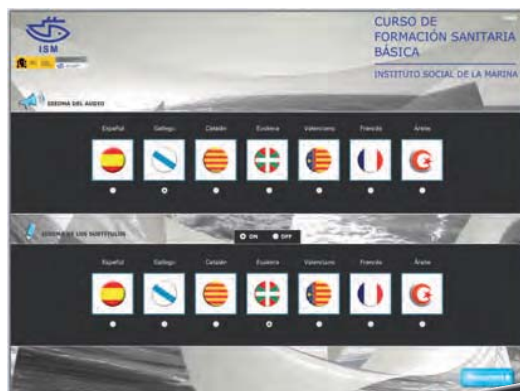 ISM
CURSO DE
FORMACIÓN SANITARIA
BÁSICA
INSTITUTO SOCIAL DE LA MARINA
IDIOMA DEL AUDIO
Español Gallego Catalán Euskera Valenciano Francés Árabe
IDIOMA DE LOS SUBTÍTULOS
ON OFF
Español Gallego Catalán Euskera Valenciano Francés Árabe